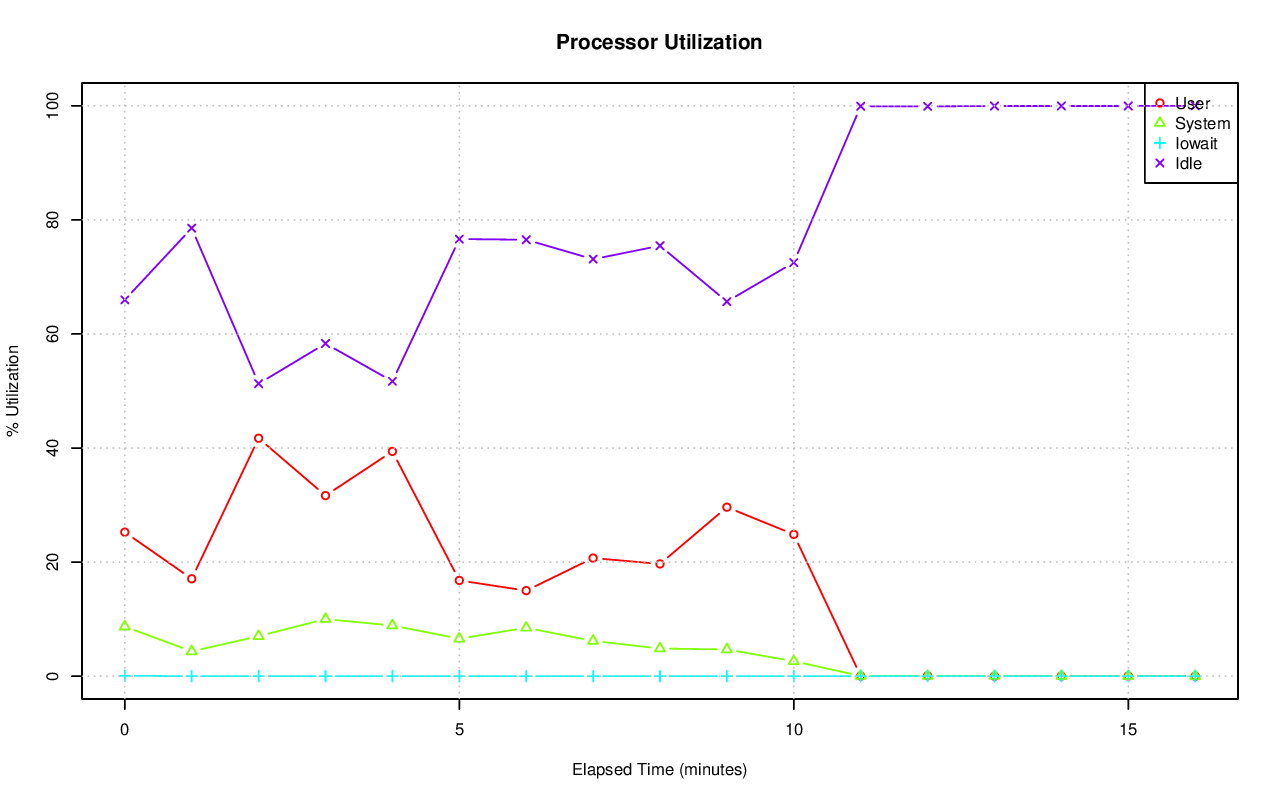 Processor Utilization
100
80
60
40
20
0
% Utilization
User
System
Iowait
Idle
0 5 10 15
Elapsed Time (minutes)